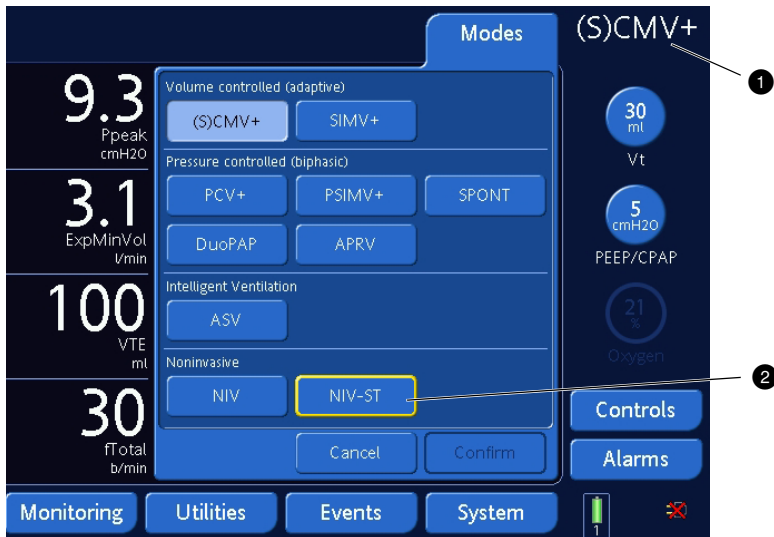 Modes
(S)CMV+
1
9.3
Ppeak
cmH2O
3.1
ExpMinVol
l/min
100
VTE
ml
30
fTotal
b/min
Volume controlled (adaptive)
(S)CMV+ SIMV+
Pressure controlled (biphasic)
PCV+ PSIMV+ SPONT
DuoPAP APRV
Intelligent Ventilation
ASV
Noninvasive
NIV NIV-ST
Cancel Confirm
30
ml
Vt
5
cmH2O
PEEP/CPAP
21
%
Oxygen
2
Controls
Alarms
Monitoring Utilities Events System
1